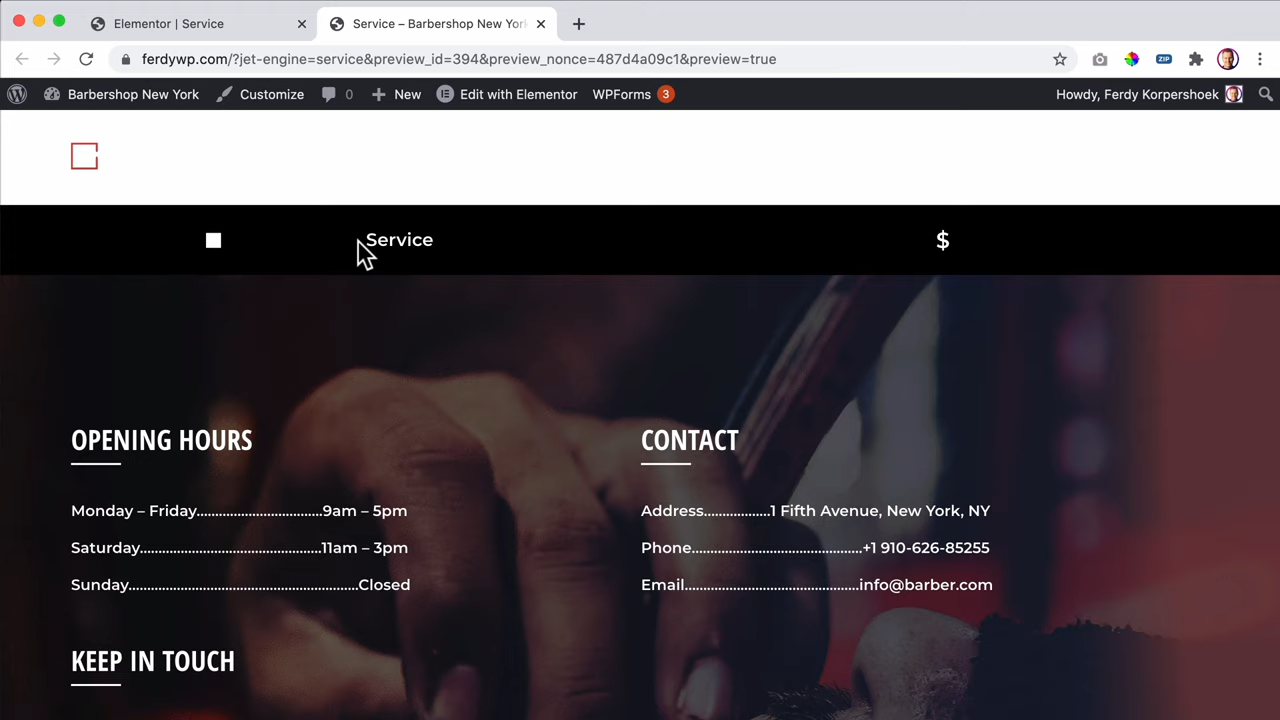 Elementor | Service
Service – Barbershop New York
ferdywp.com/?jet-engine=service&preview_id=394&preview_nonce=487d4a09c1&preview=true
ZIP
Barbershop New York Customize 0 New Edit with Elementor WPForms 3 Howdy, Ferdy Korpershoek
Service $
OPENING HOURS
Monday – Friday.................................9am – 5pm
Saturday................................................11am – 3pm
Sunday.............................................................Closed
CONTACT
Address..................1 Fifth Avenue, New York, NY
Phone.............................................+1 910-626-85255
Email..............................................info@barber.com
KEEP IN TOUCH